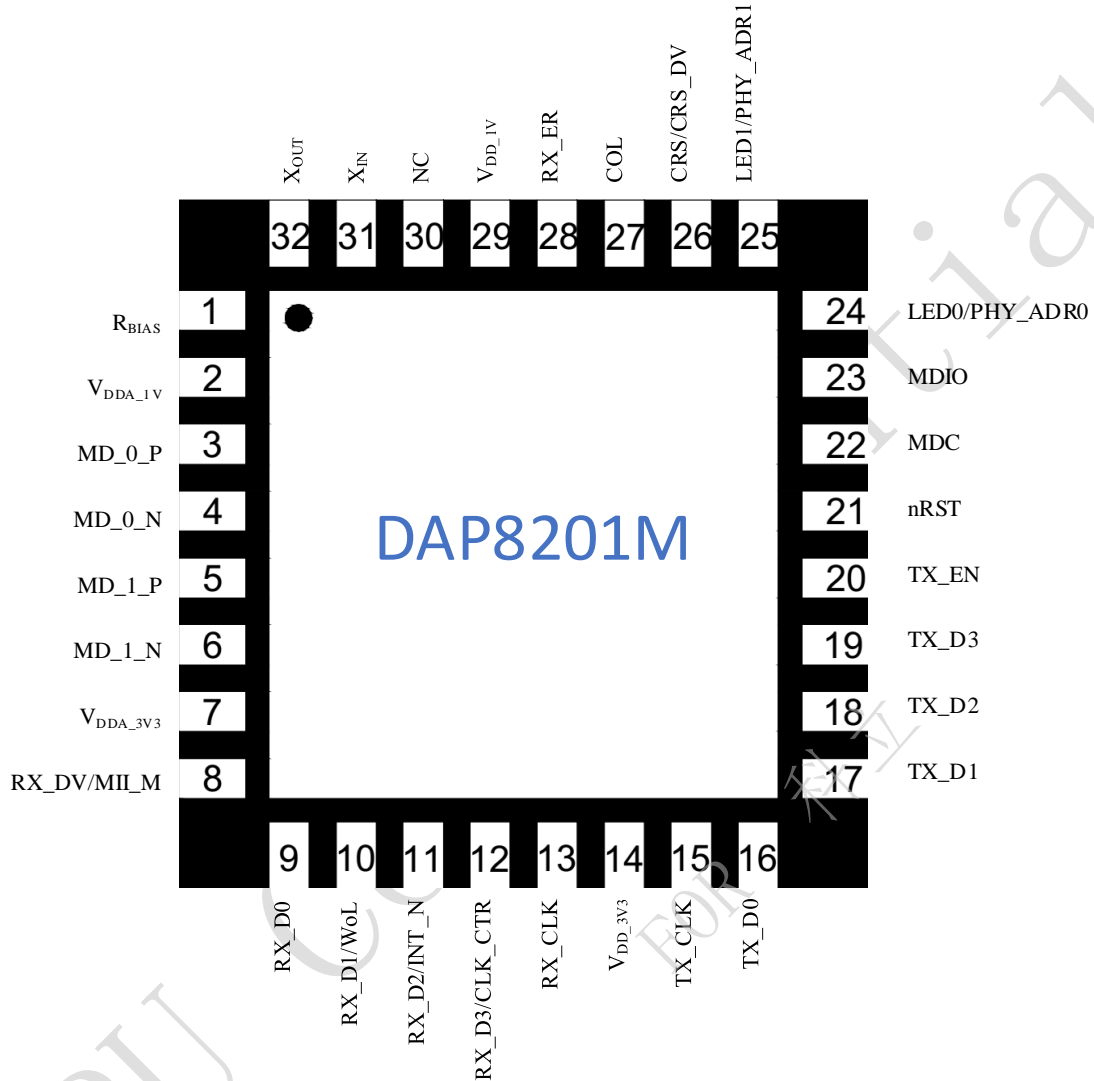 X_OUT
X_IN
NC
V_DD_1V
RX_ER
COL
CRS/CRS_DV
LED1/PHY_ADR1
32
31
30
29
28
27
26
25
R_BIAS
1
V_DDA_1V
2
MD_0_P
3
MD_0_N
4
MD_1_P
5
MD_1_N
6
V_DDA_3V3
7
RX_DV/MII_M
8
DAP8201M
24
LED0/PHY_ADR0
23
MDIO
22
MDC
21
nRST
20
TX_EN
19
TX_D3
18
TX_D2
17
TX_D1
9
10
11
12
13
14
15
16
RX_D0
RX_D1/WoL
RX_D2/INT_N
RX_D3/CLK_CTR
RX_CLK
V_DD_3V3
TX_CLK
TX_D0
FOR 科立